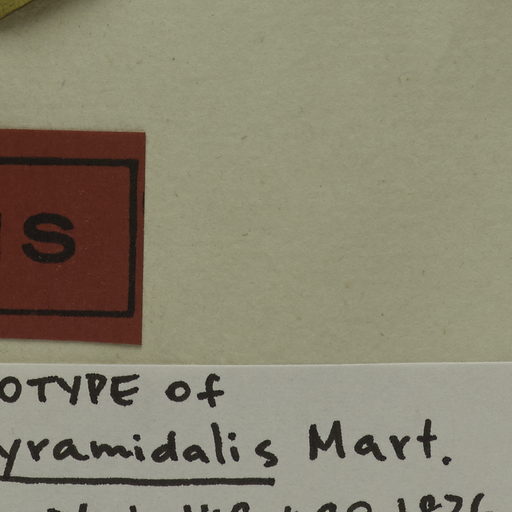 S
OTYPE of
yramidalis Mart.